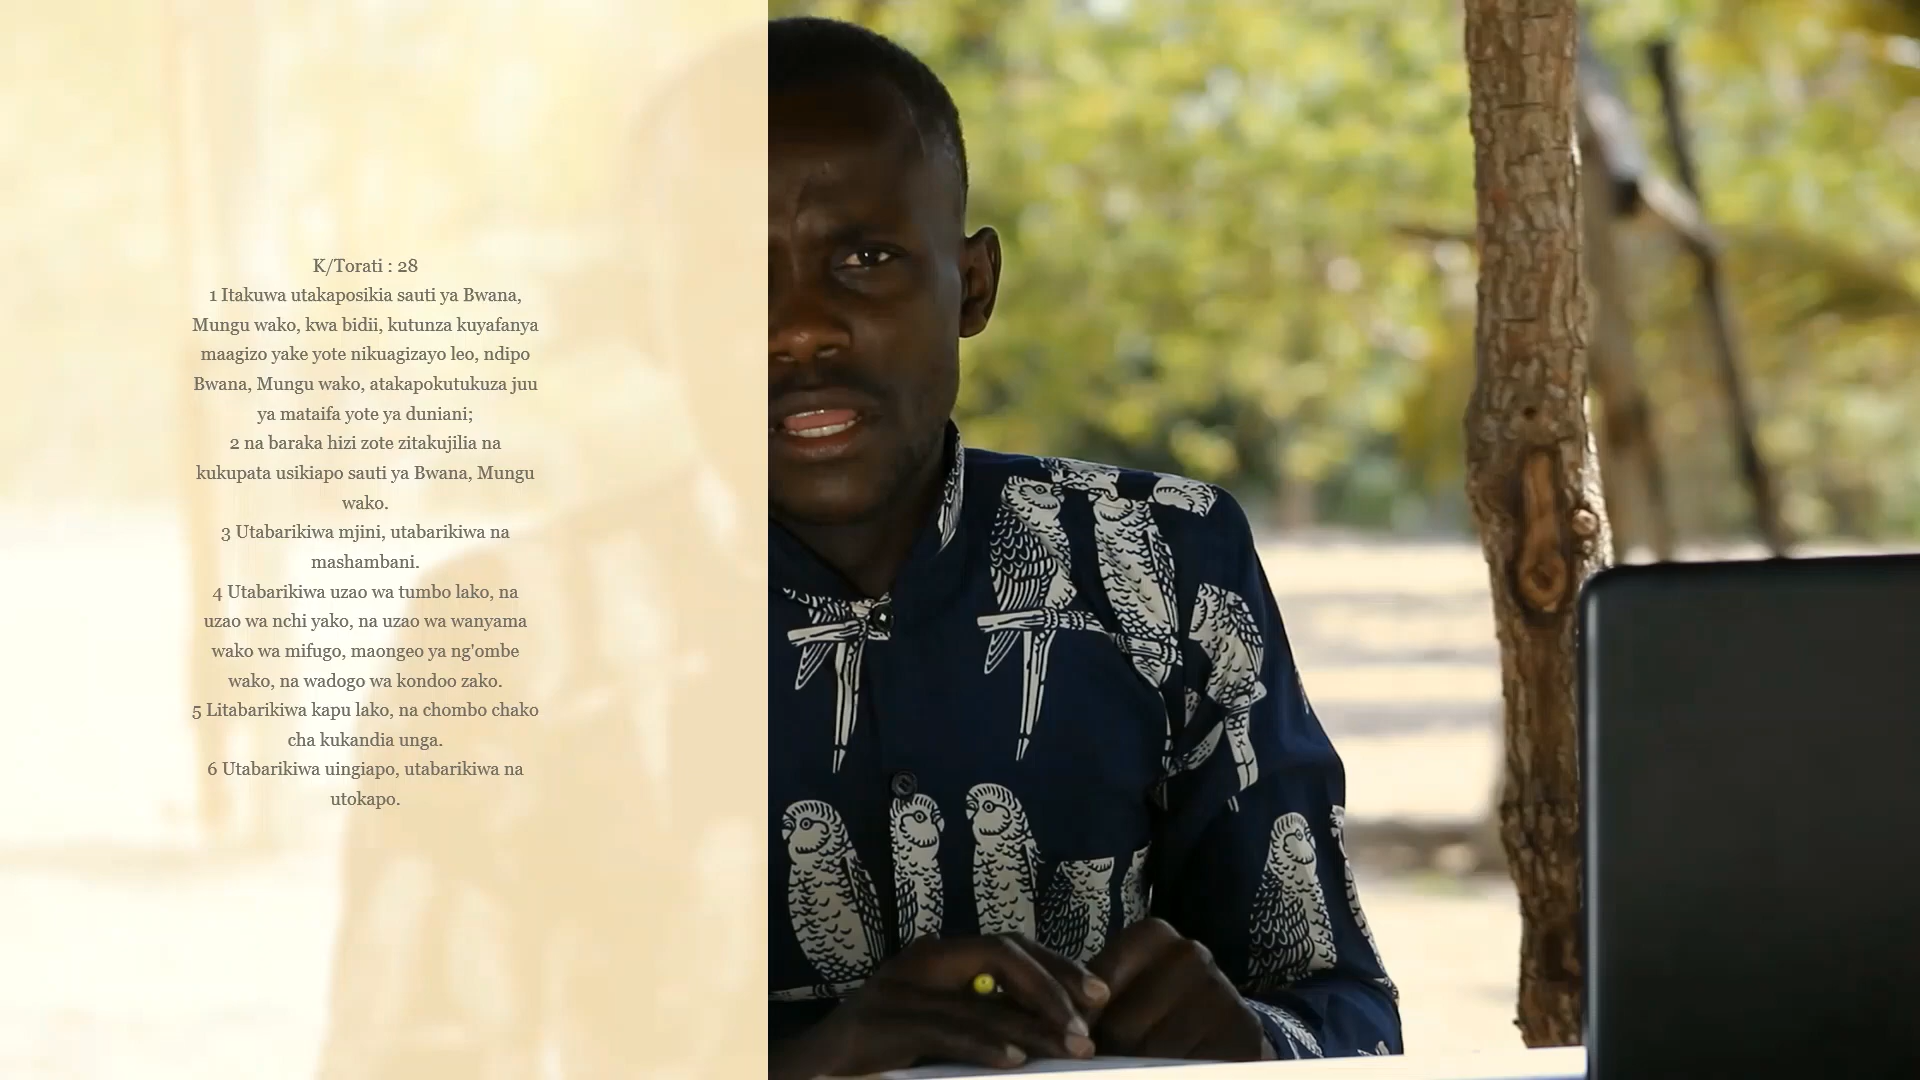 K/Torati : 28
1 Itakuwa utakaposikia sauti ya Bwana,
Mungu wako, kwa bidii, kutunza kuyafanya
maagizo yake yote nikuagizayo leo, ndipo
Bwana, Mungu wako, atakapokutukuza juu
ya mataifa yote ya duniani;
2 na baraka hizi zote zitakujilia na
kukupata usikiapo sauti ya Bwana, Mungu
wako.
3 Utabarikiwa mjini, utabarikiwa na
mashambani.
4 Utabarikiwa uzao wa tumbo lako, na
uzao wa nchi yako, na uzao wa wanyama
wako wa mifugo, maongeo ya ng'ombe
wako, na wadogo wa kondoo zako.
5 Litabarikiwa kapu lako, na chombo chako
cha kukandia unga.
6 Utabarikiwa uingiapo, utabarikiwa na
utokapo.